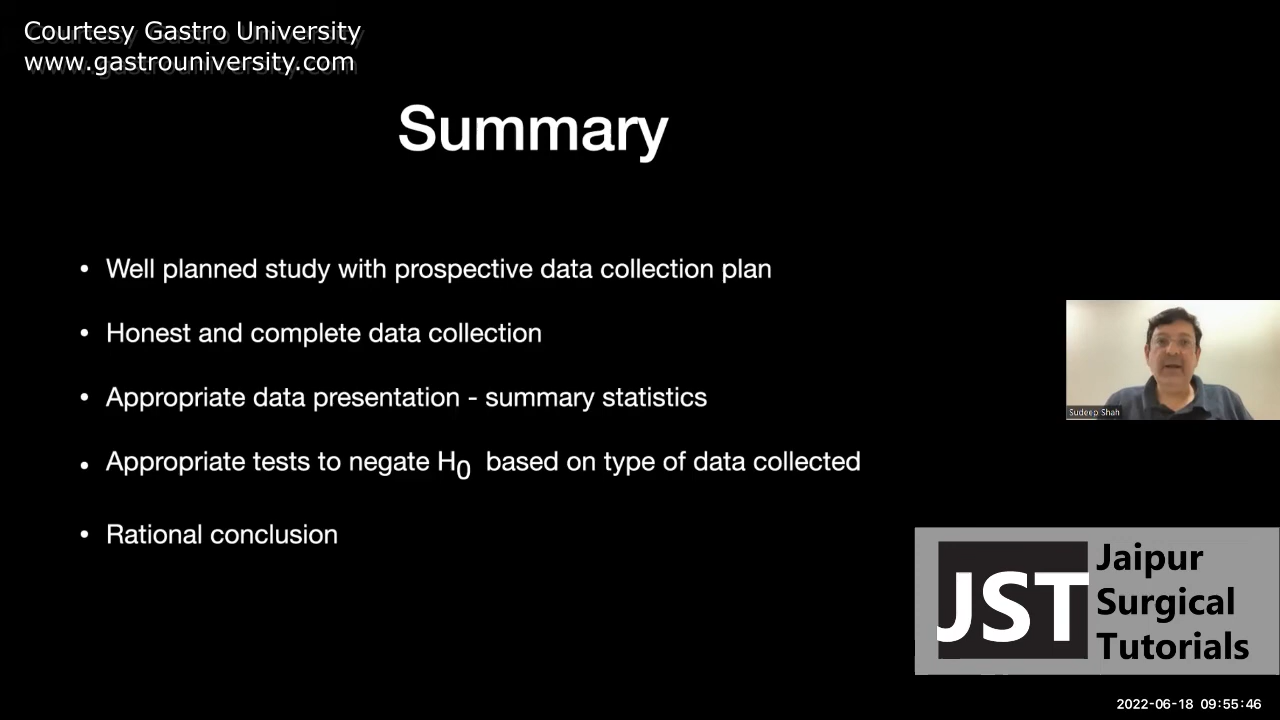 Courtesy Gastro University
www.gastrouniversity.com
Summary
• Well planned study with prospective data collection plan
• Honest and complete data collection
• Appropriate data presentation - summary statistics
• Appropriate tests to negate H0 based on type of data collected
• Rational conclusion
Sudeep Shah
JST
Jaipur
Surgical
Tutorials
2022-06-18 09:55:46